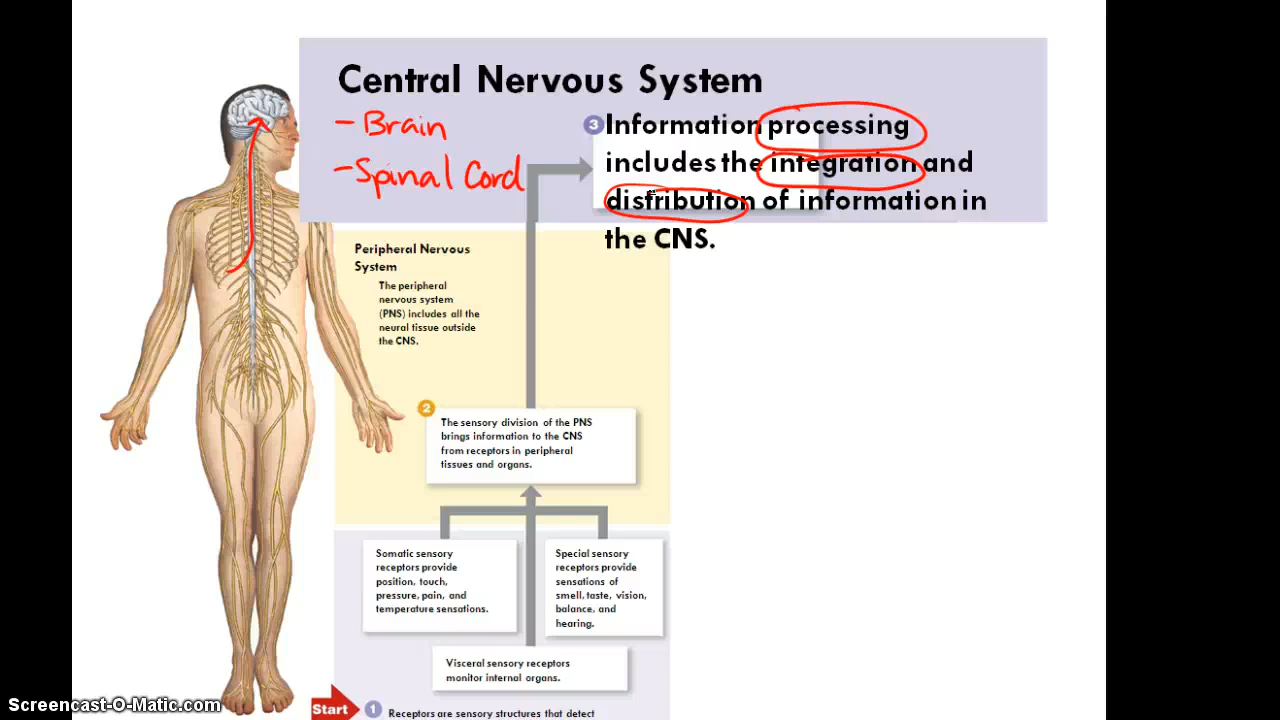 Central Nervous System
- Brain
- Spinal Cord
3 Information processing
includes the integration and
distribution of information in
the CNS.
Peripheral Nervous
System
The peripheral
nervous system
(PNS) includes all the
neural tissue outside
the CNS.
2
The sensory division of the PNS
brings information to the CNS
from receptors in peripheral
tissues and organs.
Somatic sensory
receptors provide
position, touch,
pressure, pain, and
temperature sensations.
Special sensory
receptors provide
sensations of
smell, taste, vision,
balance, and
hearing.
Visceral sensory receptors
monitor internal organs.
Start 1 Receptors are sensory structures that detect
Screencast-O-Matic.com